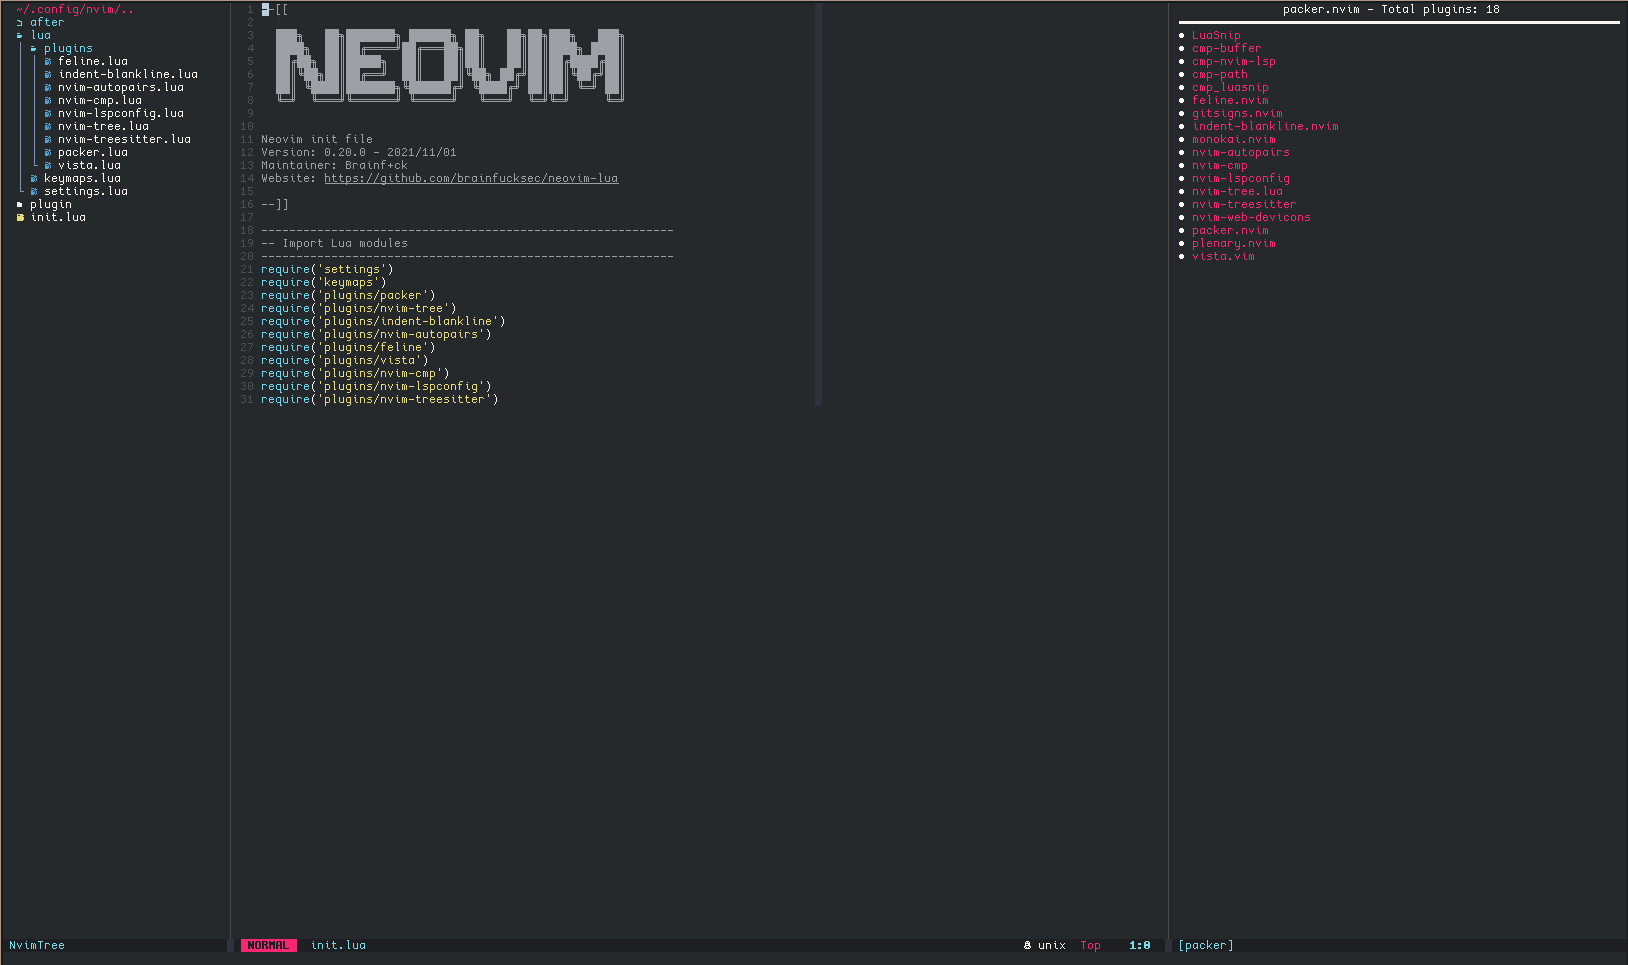 ~/.config/nvim/..
after
lua
plugins
feline.lua
indent-blankline.lua
nvim-autopairs.lua
nvim-cmp.lua
nvim-lspconfig.lua
nvim-tree.lua
nvim-treesitter.lua
packer.lua
vista.lua
keymaps.lua
settings.lua
plugin
init.lua
NvimTree
1 --[[
2
3 NEOVIM
4
5
6
7
8
9
10
11 Neovim init file
12 Version: 0.20.0 - 2021/11/01
13 Maintainer: Brainf+ck
14 Website: https://github.com/brainfucksec/neovim-lua
15
16 --]]
17
18 -----------------------------------------------------------
19 -- Import Lua modules
20 -----------------------------------------------------------
21 require('settings')
22 require('keymaps')
23 require('plugins/packer')
24 require('plugins/nvim-tree')
25 require('plugins/indent-blankline')
26 require('plugins/nvim-autopairs')
27 require('plugins/feline')
28 require('plugins/vista')
29 require('plugins/nvim-cmp')
30 require('plugins/nvim-lspconfig')
31 require('plugins/nvim-treesitter')
NORMAL init.lua unix Top 1:0
packer.nvim - Total plugins: 18
● LuaSnip
● cmp-buffer
● cmp-nvim-lsp
● cmp-path
● cmp_luasnip
● feline.nvim
● gitsigns.nvim
● indent-blankline.nvim
● monokai.nvim
● nvim-autopairs
● nvim-cmp
● nvim-lspconfig
● nvim-tree.lua
● nvim-treesitter
● nvim-web-devicons
● packer.nvim
● plenary.nvim
● vista.vim
[packer]